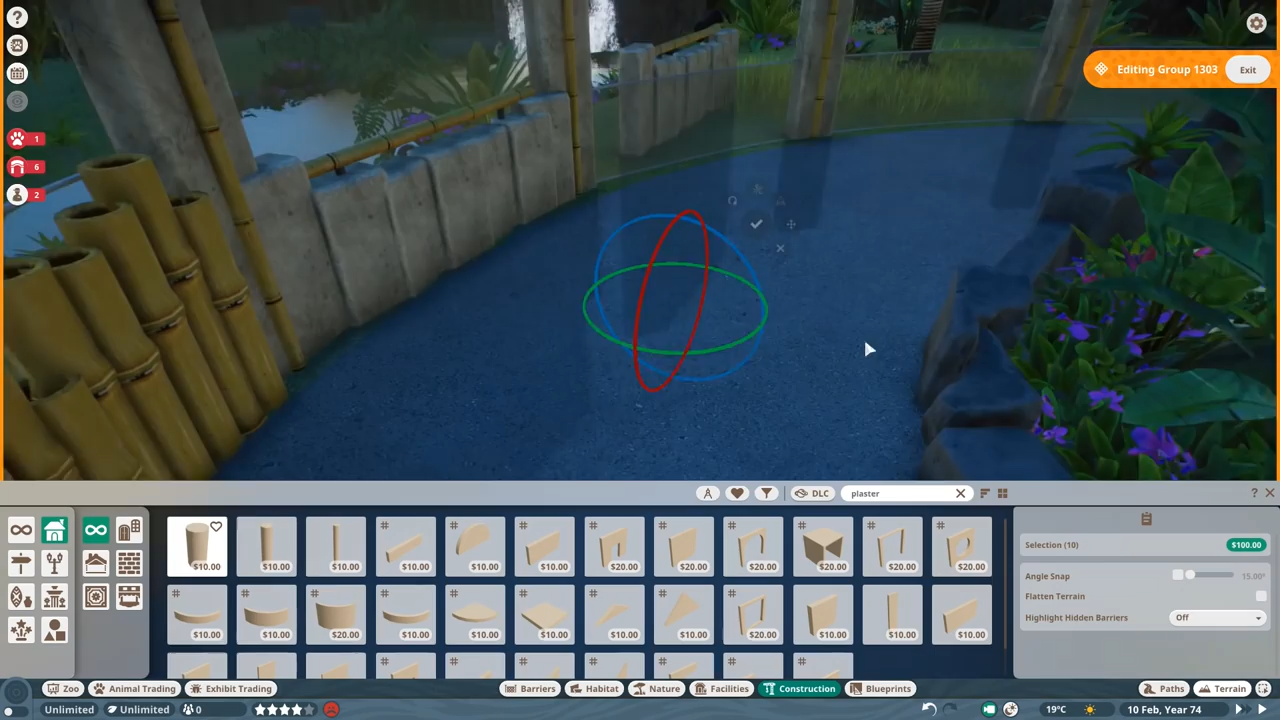 ?
Editing Group 1303 Exit
1
6
2
DLC plaster ? ×
$10.00 $10.00 $10.00 $10.00 $10.00 $10.00 $20.00 $20.00 $20.00 $20.00 $20.00 $20.00
# # # # # # # # # # #
# # # # # # # # # # # #
$10.00 $10.00 $20.00 $10.00 $10.00 $10.00 $10.00 $10.00 $20.00 $10.00 $10.00 $10.00
# # # # # # # # # #
Selection (10) $100.00
Angle Snap 15.00°
Flatten Terrain
Highlight Hidden Barriers Off
Zoo Animal Trading Exhibit Trading Barriers Habitat Nature Facilities Construction Blueprints Paths Terrain
Unlimited Unlimited 0 19°C 10 Feb, Year 74